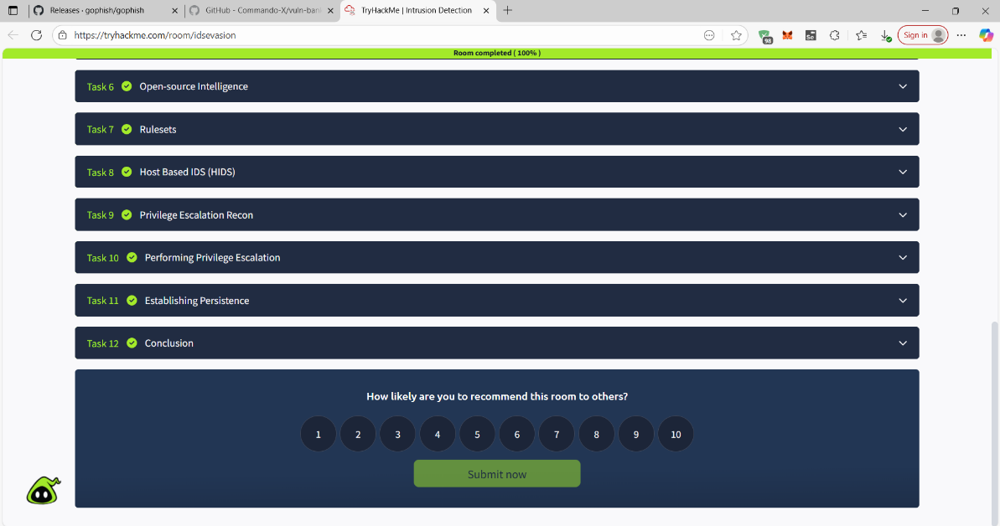 Releases · gophish/gophish
GitHub - Commando-X/vuln-ban
TryHackMe | Intrusion Detection
https://tryhackme.com/room/idsevasion
98
Se
Sign in
Room completed ( 100% )
Task 6 Open-source Intelligence
Task 7 Rulesets
Task 8 Host Based IDS (HIDS)
Task 9 Privilege Escalation Recon
Task 10 Performing Privilege Escalation
Task 11 Establishing Persistence
Task 12 Conclusion
How likely are you to recommend this room to others?
1 2 3 4 5 6 7 8 9 10
Submit now